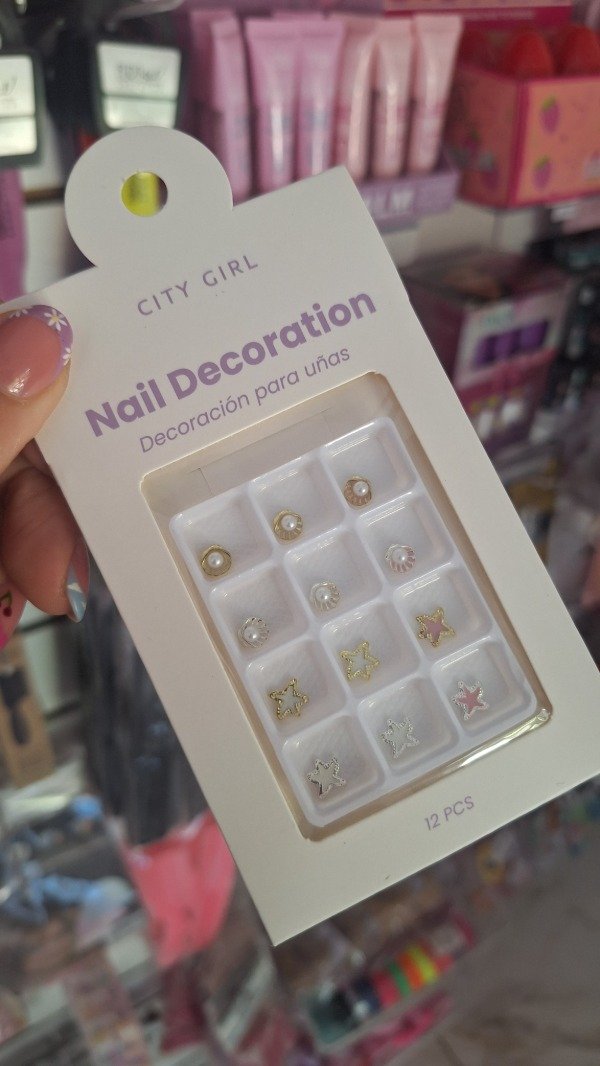 CITY GIRL
Nail Decoration
Decoración para uñas
12 PCS